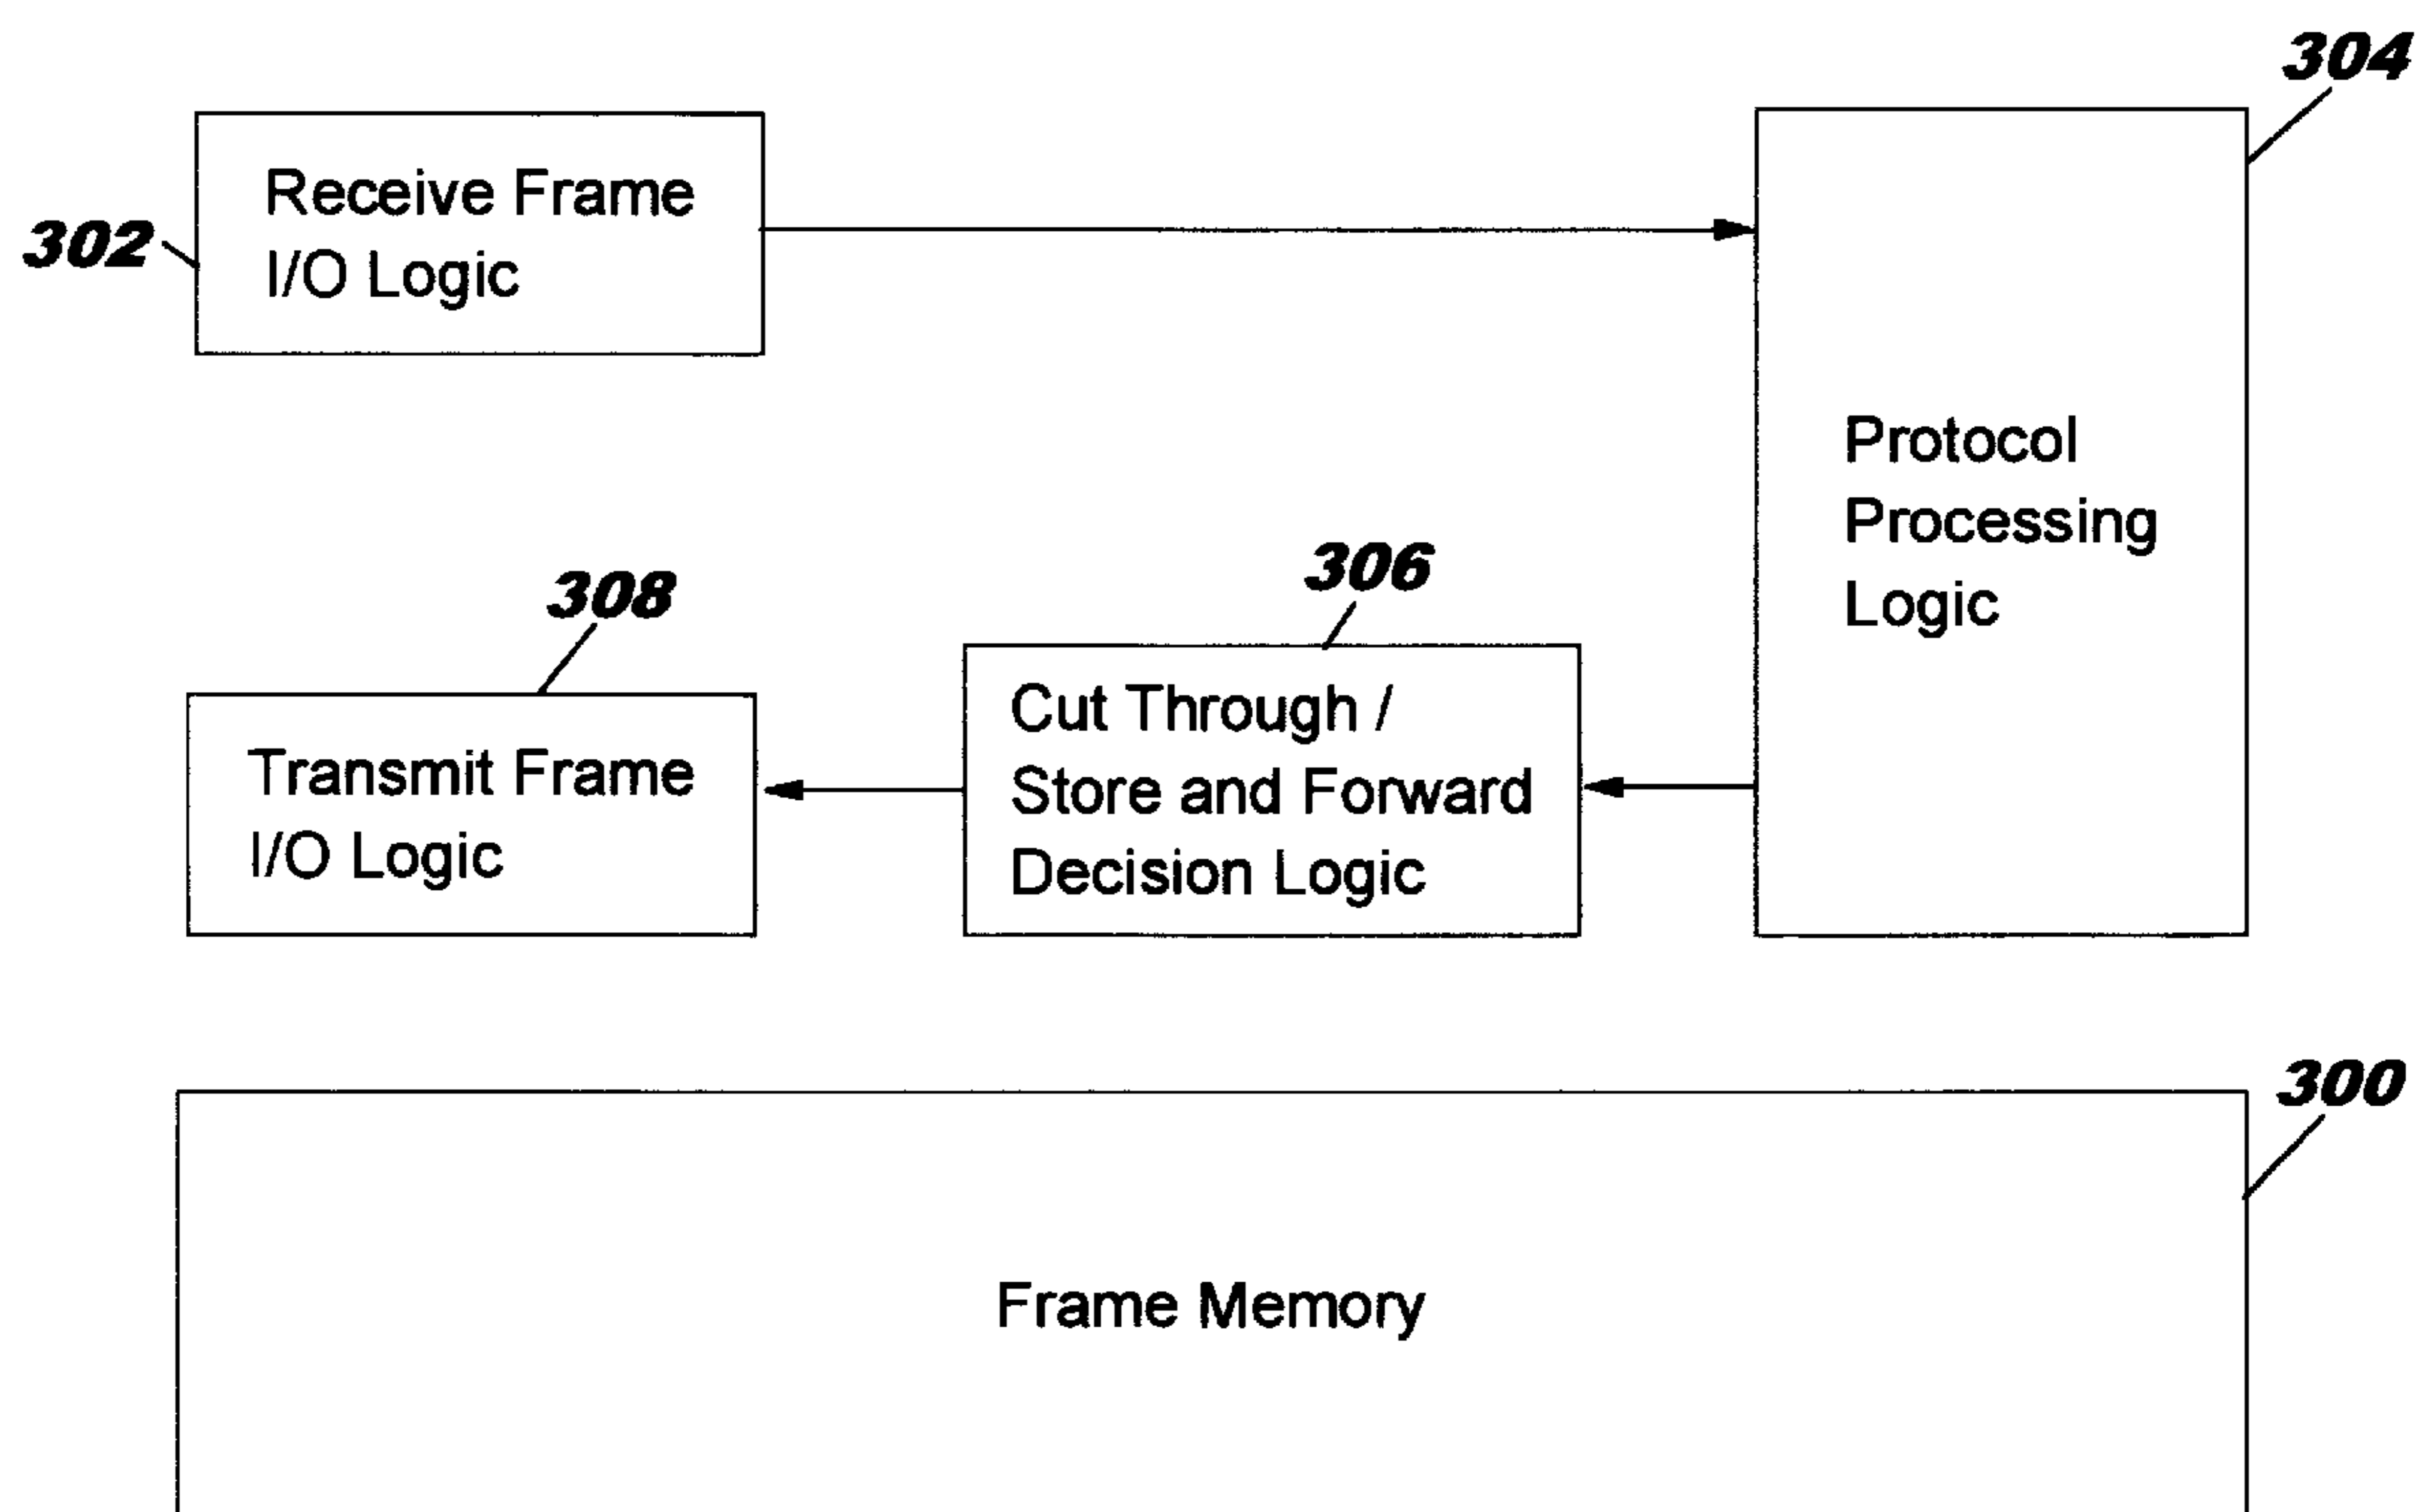 304
Receive Frame
I/O Logic
302
Protocol
Processing
Logic
306
308
Cut Through /
Store and Forward
Decision Logic
Transmit Frame
I/O Logic
300
Frame Memory